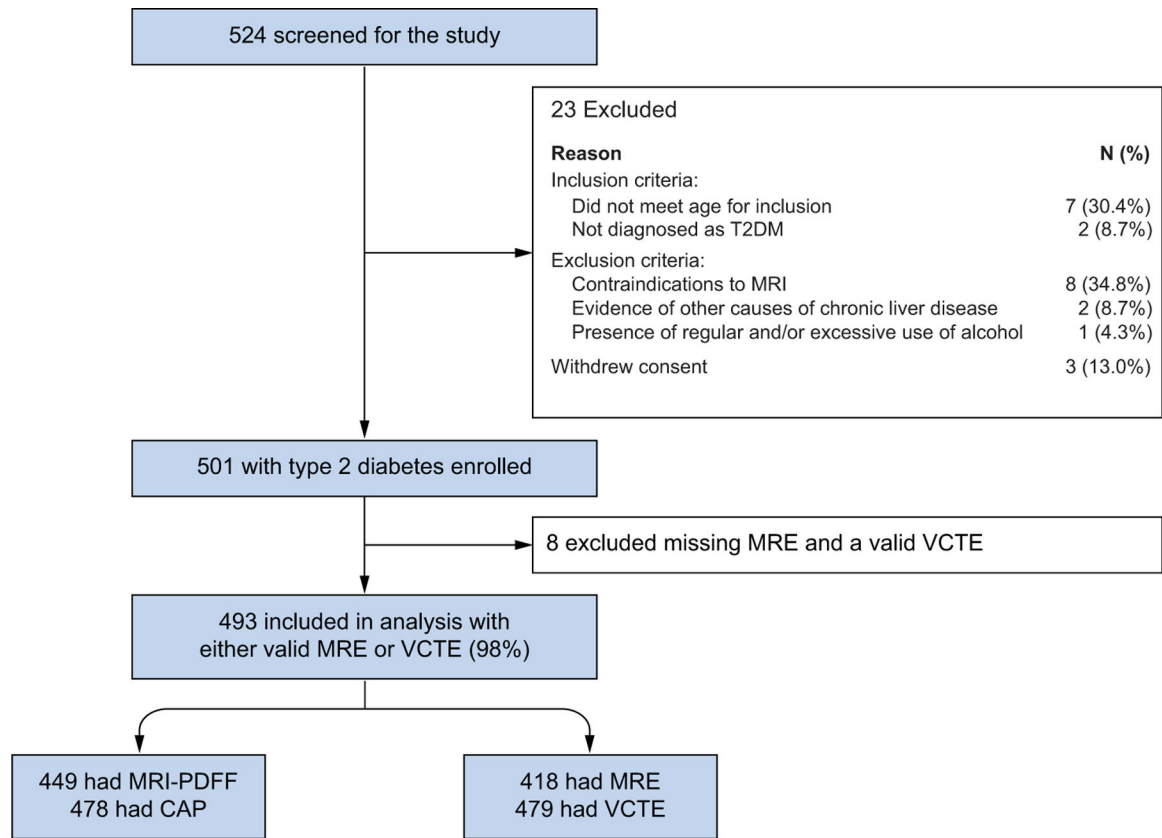 524 screened for the study
23 Excluded
Reason N (%)
Inclusion criteria:
Did not meet age for inclusion 7 (30.4%)
Not diagnosed as T2DM 2 (8.7%)
Exclusion criteria:
Contraindications to MRI 8 (34.8%)
Evidence of other causes of chronic liver disease 2 (8.7%)
Presence of regular and/or excessive use of alcohol 1 (4.3%)
Withdrew consent 3 (13.0%)
501 with type 2 diabetes enrolled
8 excluded missing MRE and a valid VCTE
493 included in analysis with
either valid MRE or VCTE (98%)
449 had MRI-PDFF
478 had CAP
418 had MRE
479 had VCTE